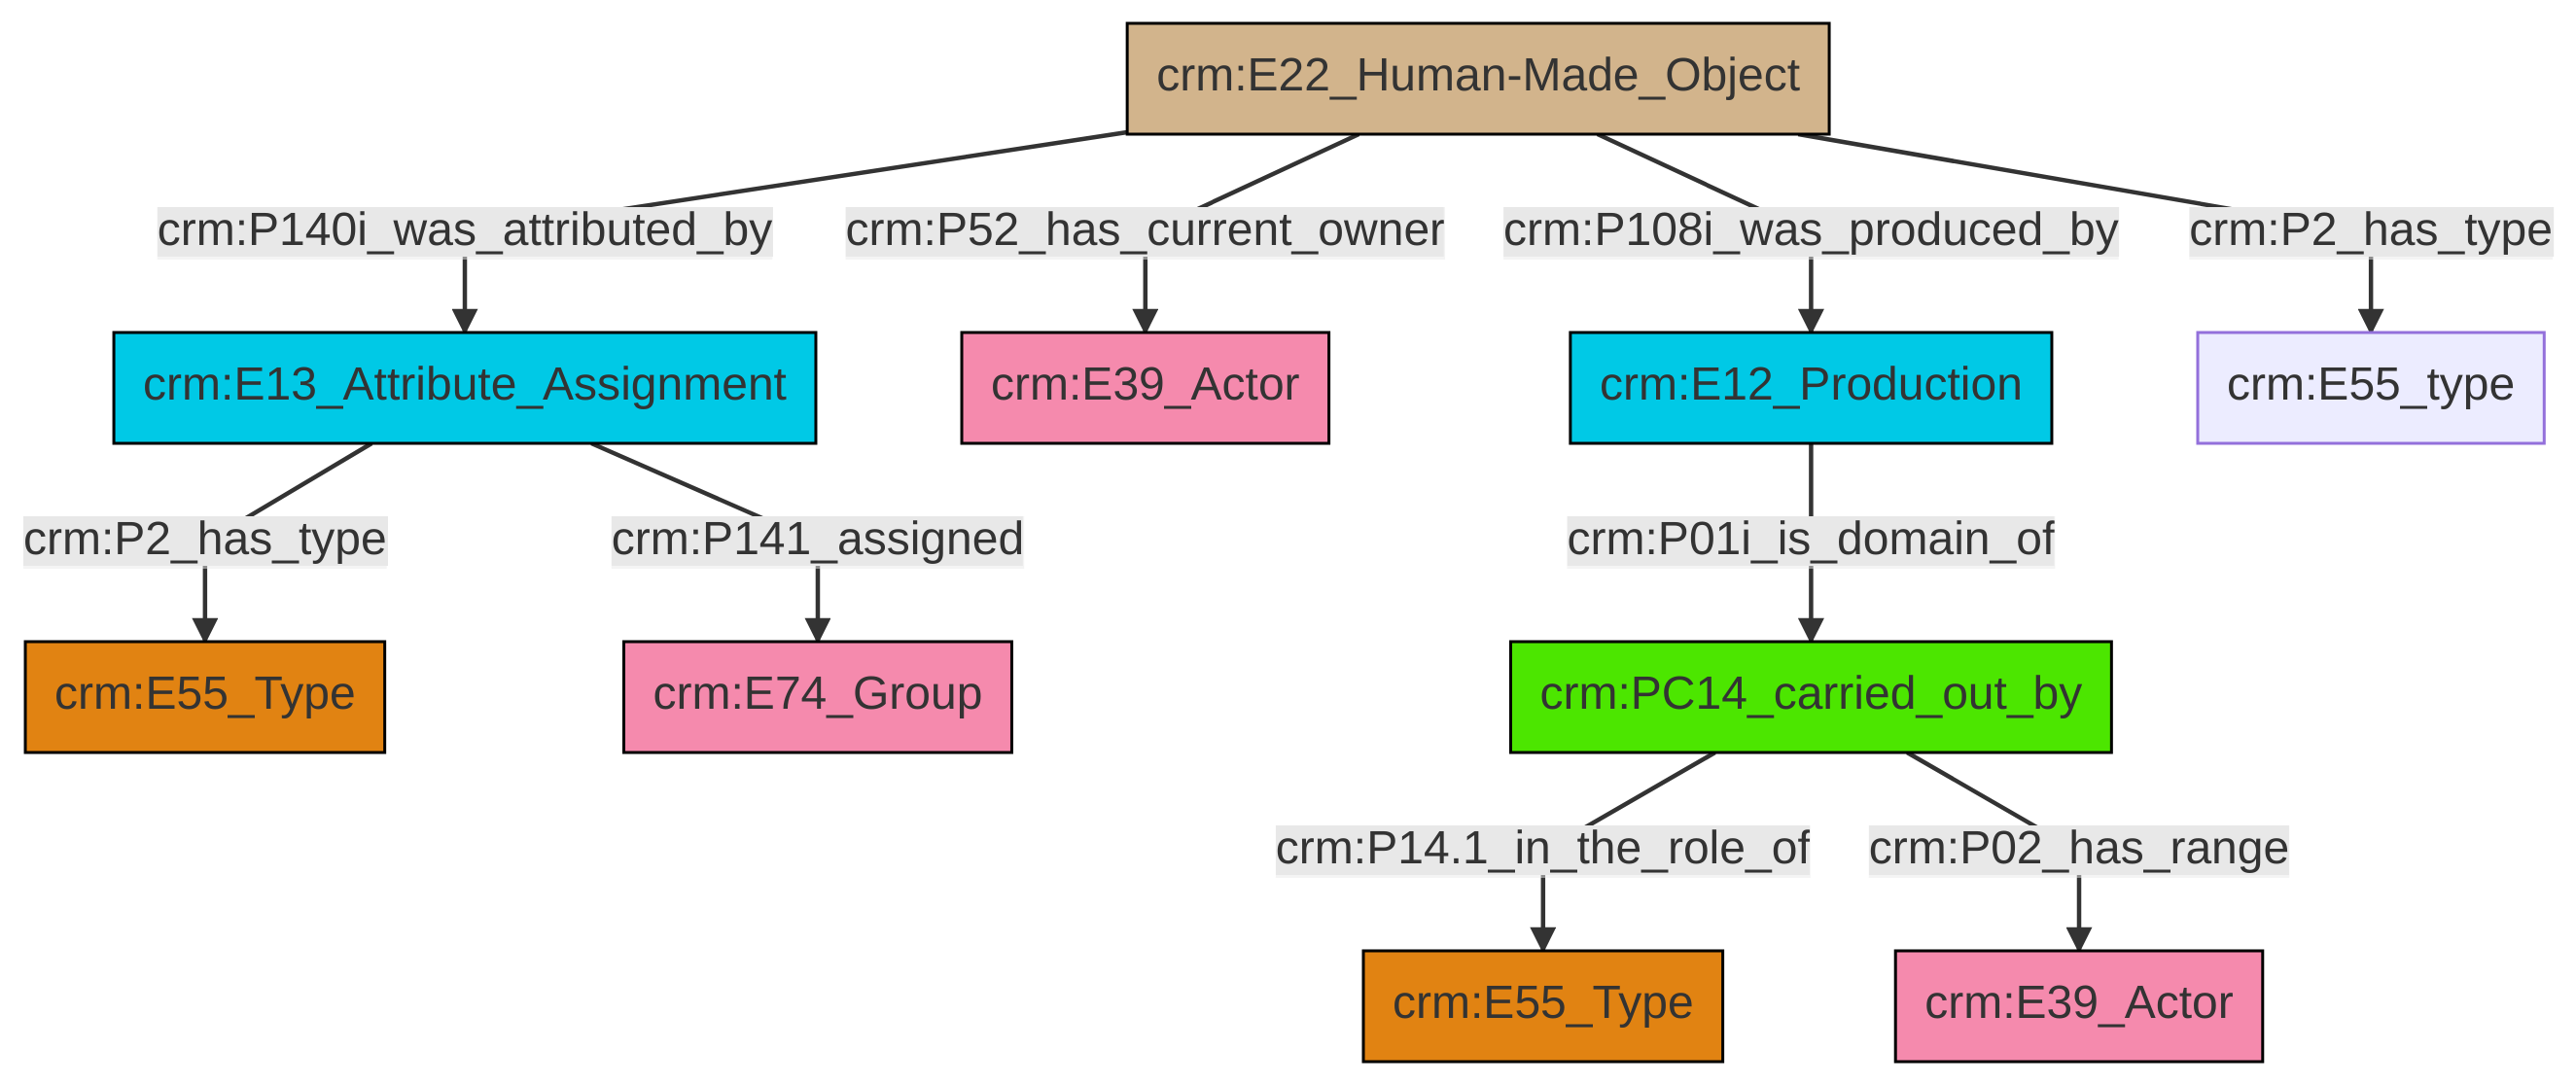 crm:E22_Human-Made_Object
crm:P140i_was_attributed_by
crm:P52_has_current_owner
crm:P108i_was_produced_by
crm:P2_has_type
crm:E13_Attribute_Assignment
crm:E39_Actor
crm:E12_Production
crm:E55_type
crm:P2_has_type
crm:P141_assigned
crm:P01i_is_domain_of
crm:E55_Type
crm:E74_Group
crm:PC14_carried_out_by
crm:P14.1_in_the_role_of
crm:P02_has_range
crm:E55_Type
crm:E39_Actor